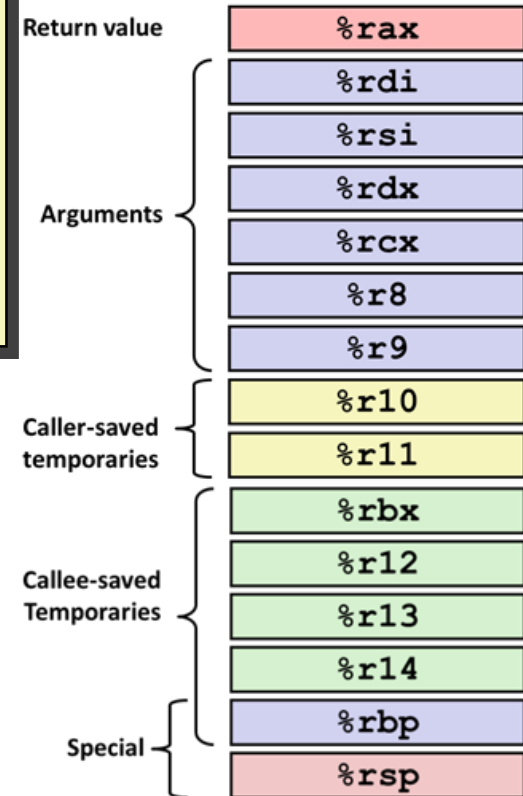 Return value
%rax
%rdi
%rsi
%rdx
Arguments
%rcx
%r8
%r9
%r10
Caller-saved
temporaries
%r11
%rbx
%r12
Callee-saved
Temporaries
%r13
%r14
%rbp
Special
%rsp